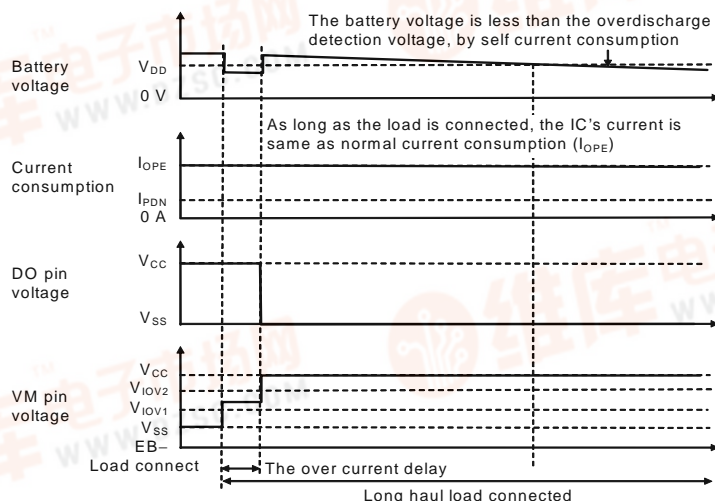 The battery voltage is less than the overdischarge
detection voltage, by self current consumption
Battery
voltage
VDD
0 V
As long as the load is connected, the IC's current is
same as normal current consumption (IOPE)
Current
consumption
IOPE
IPDN
0 A
DO pin
voltage
VCC
VSS
VM pin
voltage
VCC
VIOV2
VIOV1
VSS
EB−
Load connect
The over current delay
Long haul load connected